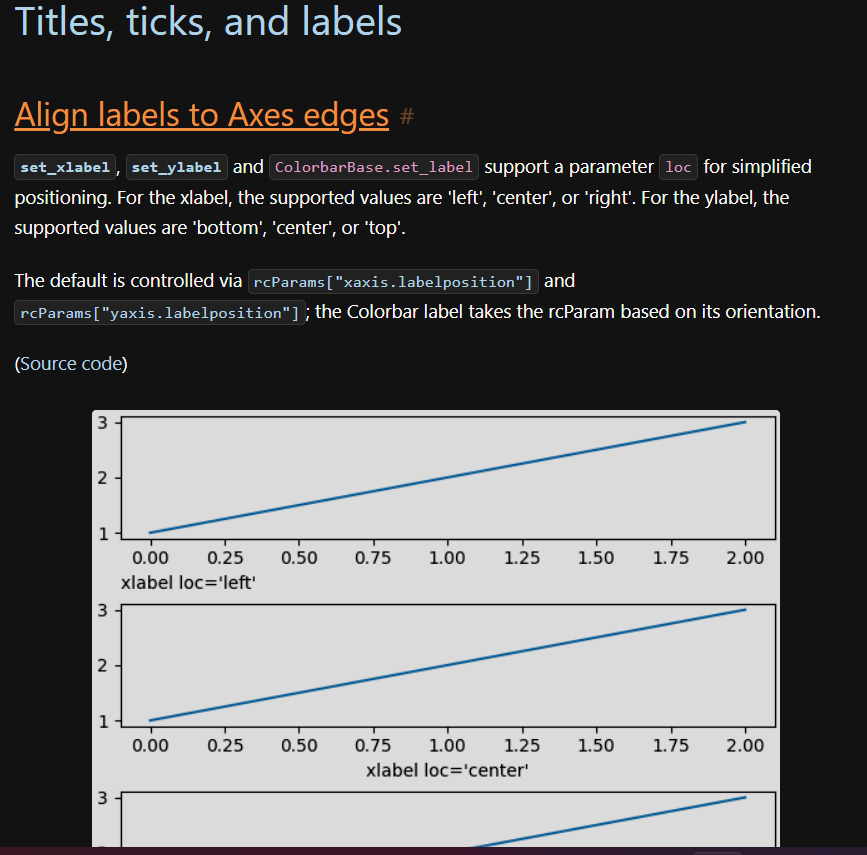 Titles, ticks, and labels
Align labels to Axes edges #
set_xlabel, set_ylabel and ColorbarBase.set_label support a parameter loc for simplified
positioning. For the xlabel, the supported values are 'left', 'center', or 'right'. For the ylabel, the
supported values are 'bottom', 'center', or 'top'.
The default is controlled via rcParams["xaxis.labelposition"] and
rcParams["yaxis.labelposition"]; the Colorbar label takes the rcParam based on its orientation.
(Source code)
3
2
1
0.00 0.25 0.50 0.75 1.00 1.25 1.50 1.75 2.00
xlabel loc='left'
3
2
1
0.00 0.25 0.50 0.75 1.00 1.25 1.50 1.75 2.00
xlabel loc='center'
3